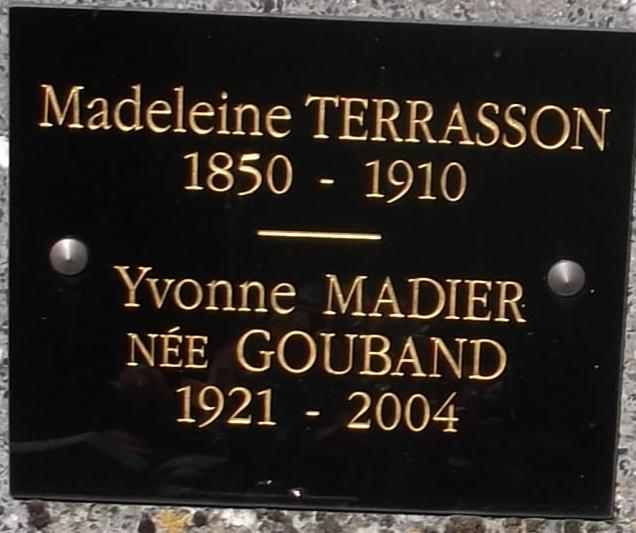 Madeleine TERRASSON
1850 - 1910
Yvonne MADIER
NÉE GOUBAND
1921 - 2004